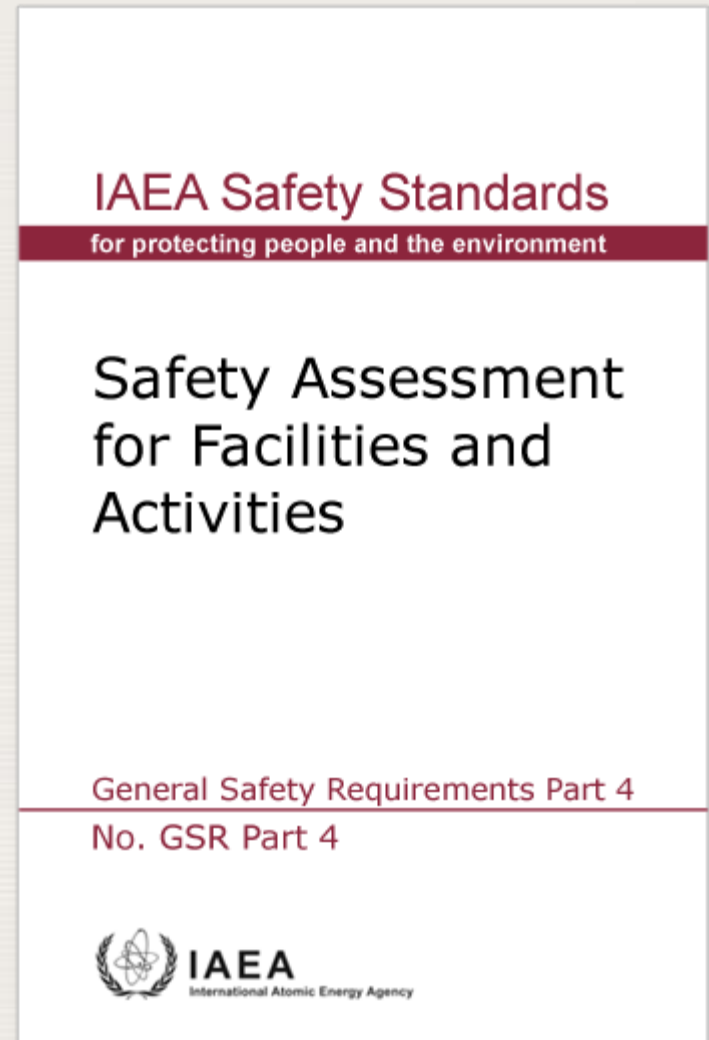 IAEA Safety Standards
for protecting people and the environment
Safety Assessment
for Facilities and
Activities
General Safety Requirements Part 4
No. GSR Part 4
IAEA
International Atomic Energy Agency